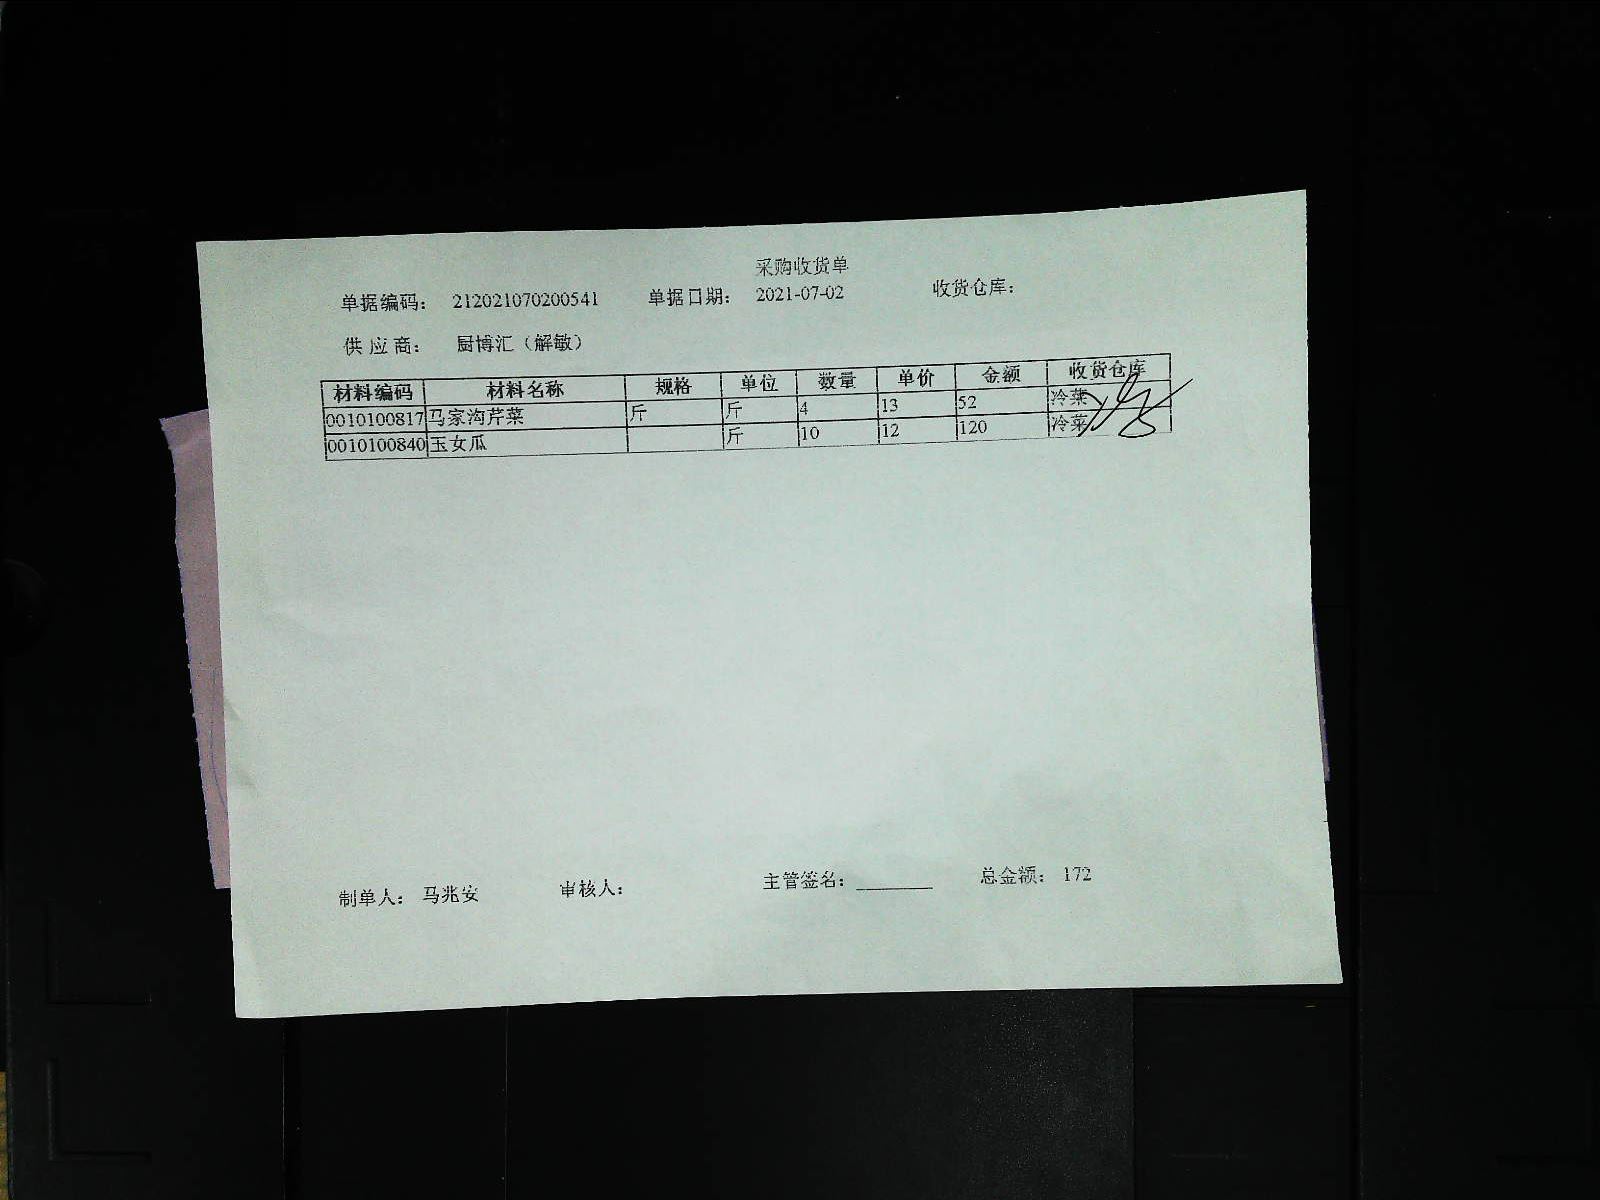 采购收货单
单据编码： 212021070200541 单据日期： 2021-07-02 收货仓库：
供 应 商： 厨博汇（解敏）
材料编码 材料名称 规格 单位 数量 单价 金额 收货仓库
0010100817 马家沟芹菜 斤 斤 4 13 52 冷菜
0010100840 玉女瓜 斤 10 12 120 冷菜
制单人： 马兆安 审核人： 主管签名：________ 总金额： 172